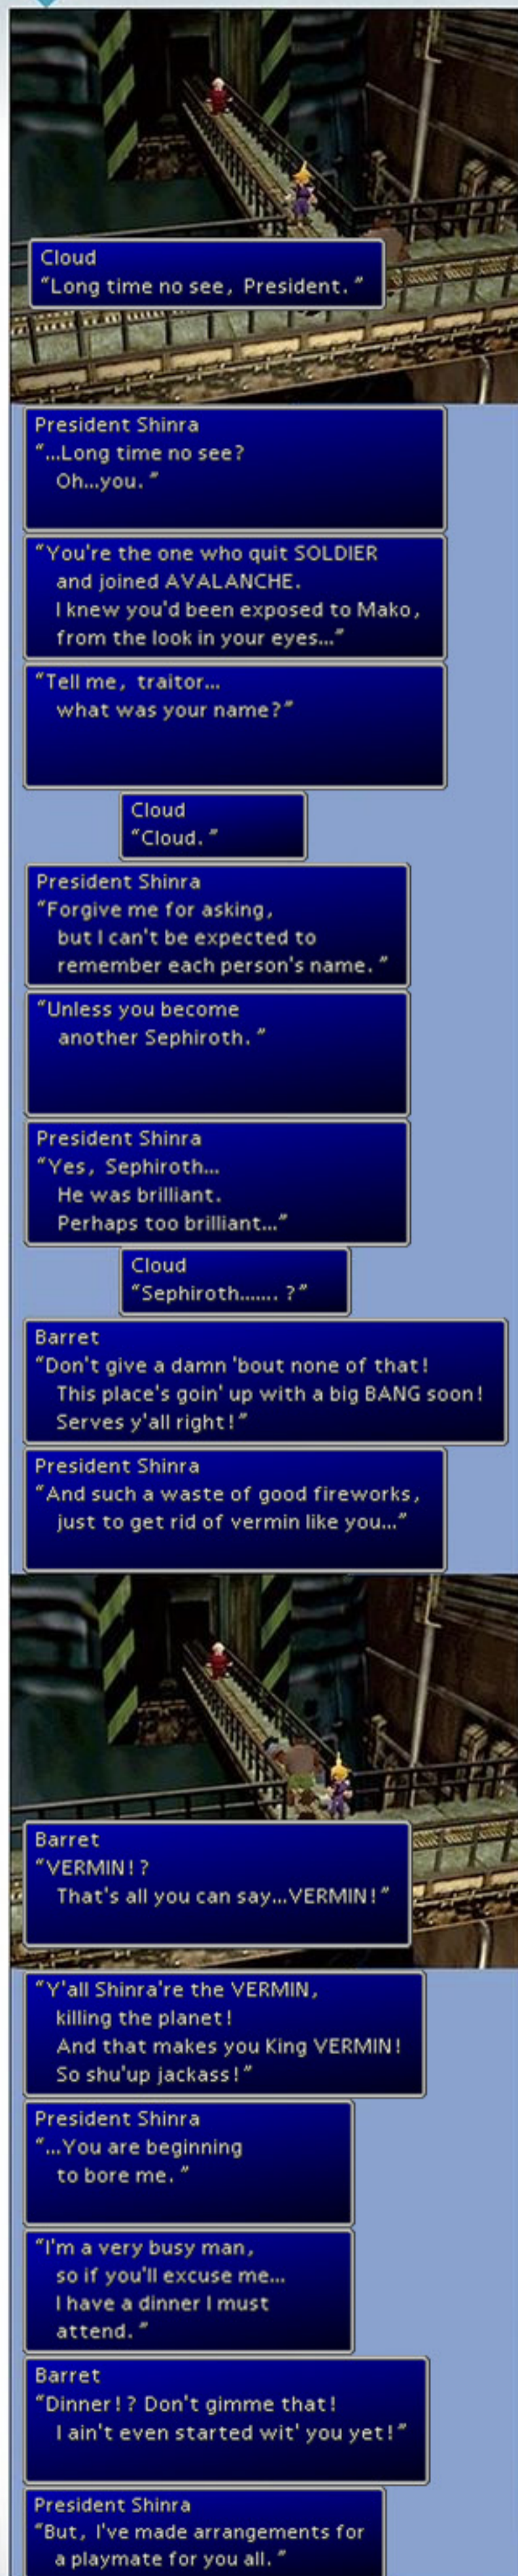 Cloud
“Long time no see, President. ”
President Shinra
“...Long time no see?
Oh...you. ”
“You're the one who quit SOLDIER
and joined AVALANCHE.
I knew you'd been exposed to Mako,
from the look in your eyes...”
“Tell me, traitor...
what was your name?”
Cloud
“Cloud. ”
President Shinra
“Forgive me for asking,
but I can't be expected to
remember each person's name. ”
“Unless you become
another Sephiroth. ”
President Shinra
“Yes, Sephiroth...
He was brilliant.
Perhaps too brilliant...”
Cloud
“Sephiroth....... ?”
Barret
“Don't give a damn 'bout none of that!
This place's goin' up with a big BANG soon!
Serves y'all right!”
President Shinra
“And such a waste of good fireworks,
just to get rid of vermin like you...”
Barret
“VERMIN!?
That's all you can say...VERMIN!”
“Y'all Shinra're the VERMIN,
killing the planet!
And that makes you King VERMIN!
So shu'up jackass!”
President Shinra
“...You are beginning
to bore me. ”
“I'm a very busy man,
so if you'll excuse me...
I have a dinner I must
attend. ”
Barret
“Dinner!? Don't gimme that!
I ain't even started wit' you yet!”
President Shinra
“But, I've made arrangements for
a playmate for you all. ”